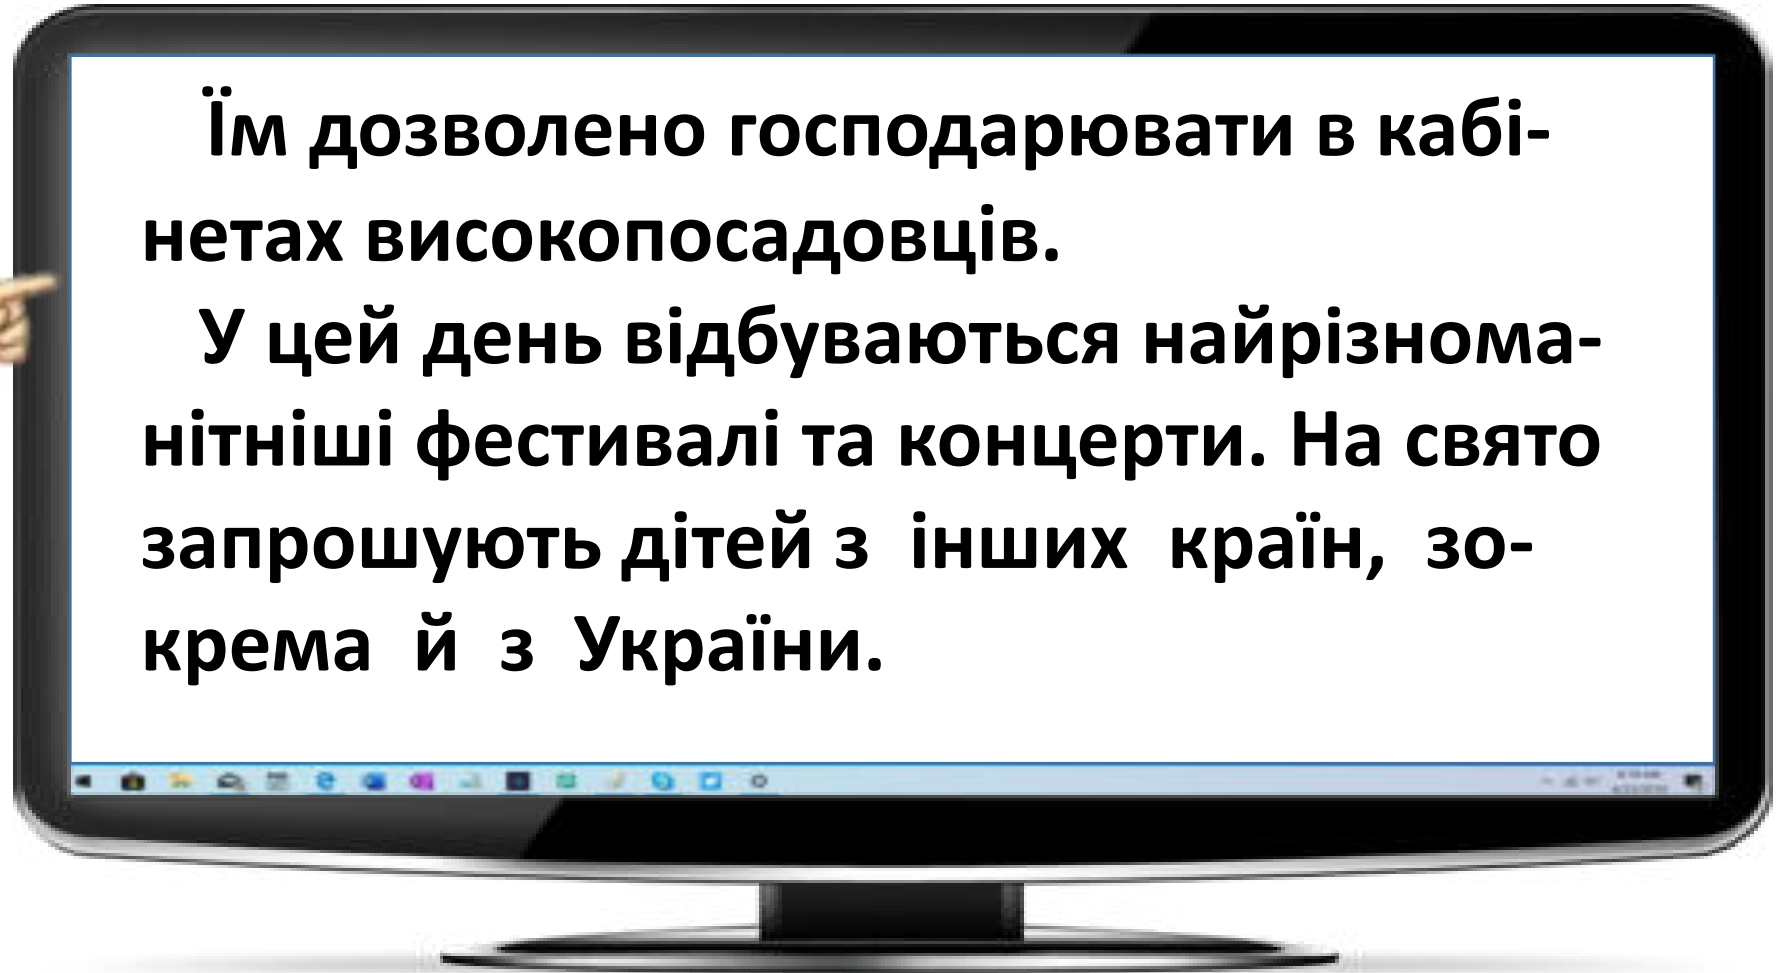 Їм дозволено господарювати в кабі-
нетах високопосадовців.
У цей день відбуваються найрізнома-
нітніші фестивалі та концерти. На свято
запрошують дітей з інших країн, зо-
крема й з України.